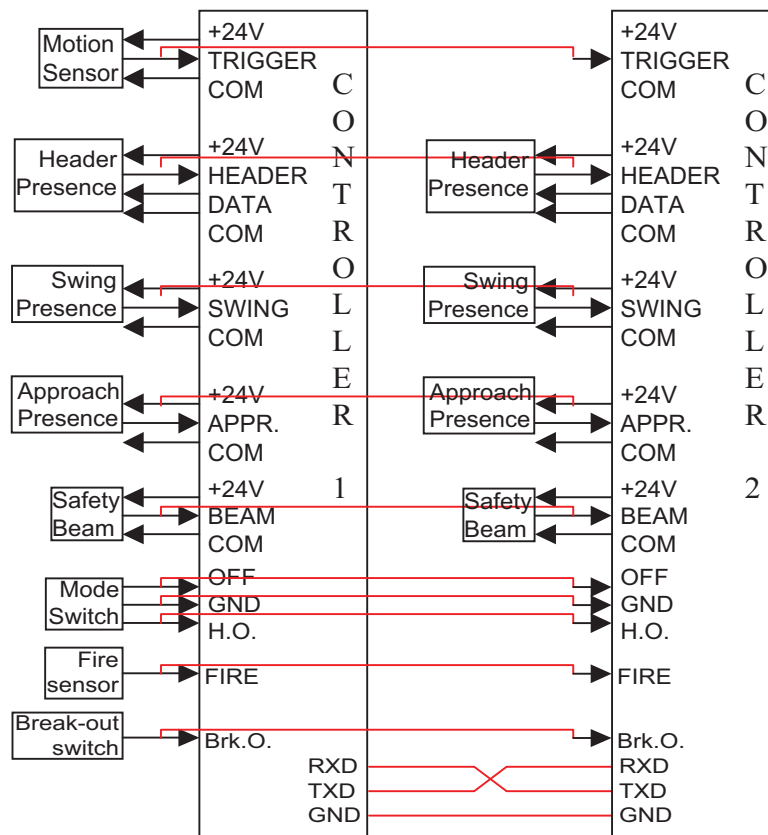 Motion
Sensor
+24V
TRIGGER
COM
Header
Presence
+24V
HEADER
DATA
COM
Swing
Presence
+24V
SWING
COM
Approach
Presence
+24V
APPR.
COM
Safety
Beam
+24V
BEAM
COM
Mode
Switch
OFF
GND
H.O.
Fire
sensor
FIRE
Break-out
switch
Brk.O.
RXD
TXD
GND
C
O
N
T
R
O
L
L
E
R
1
+24V
TRIGGER
COM
Header
Presence
+24V
HEADER
DATA
COM
Swing
Presence
+24V
SWING
COM
Approach
Presence
+24V
APPR.
COM
Safety
Beam
+24V
BEAM
COM
OFF
GND
H.O.
FIRE
Brk.O.
RXD
TXD
GND
C
O
N
T
R
O
L
L
E
R
2